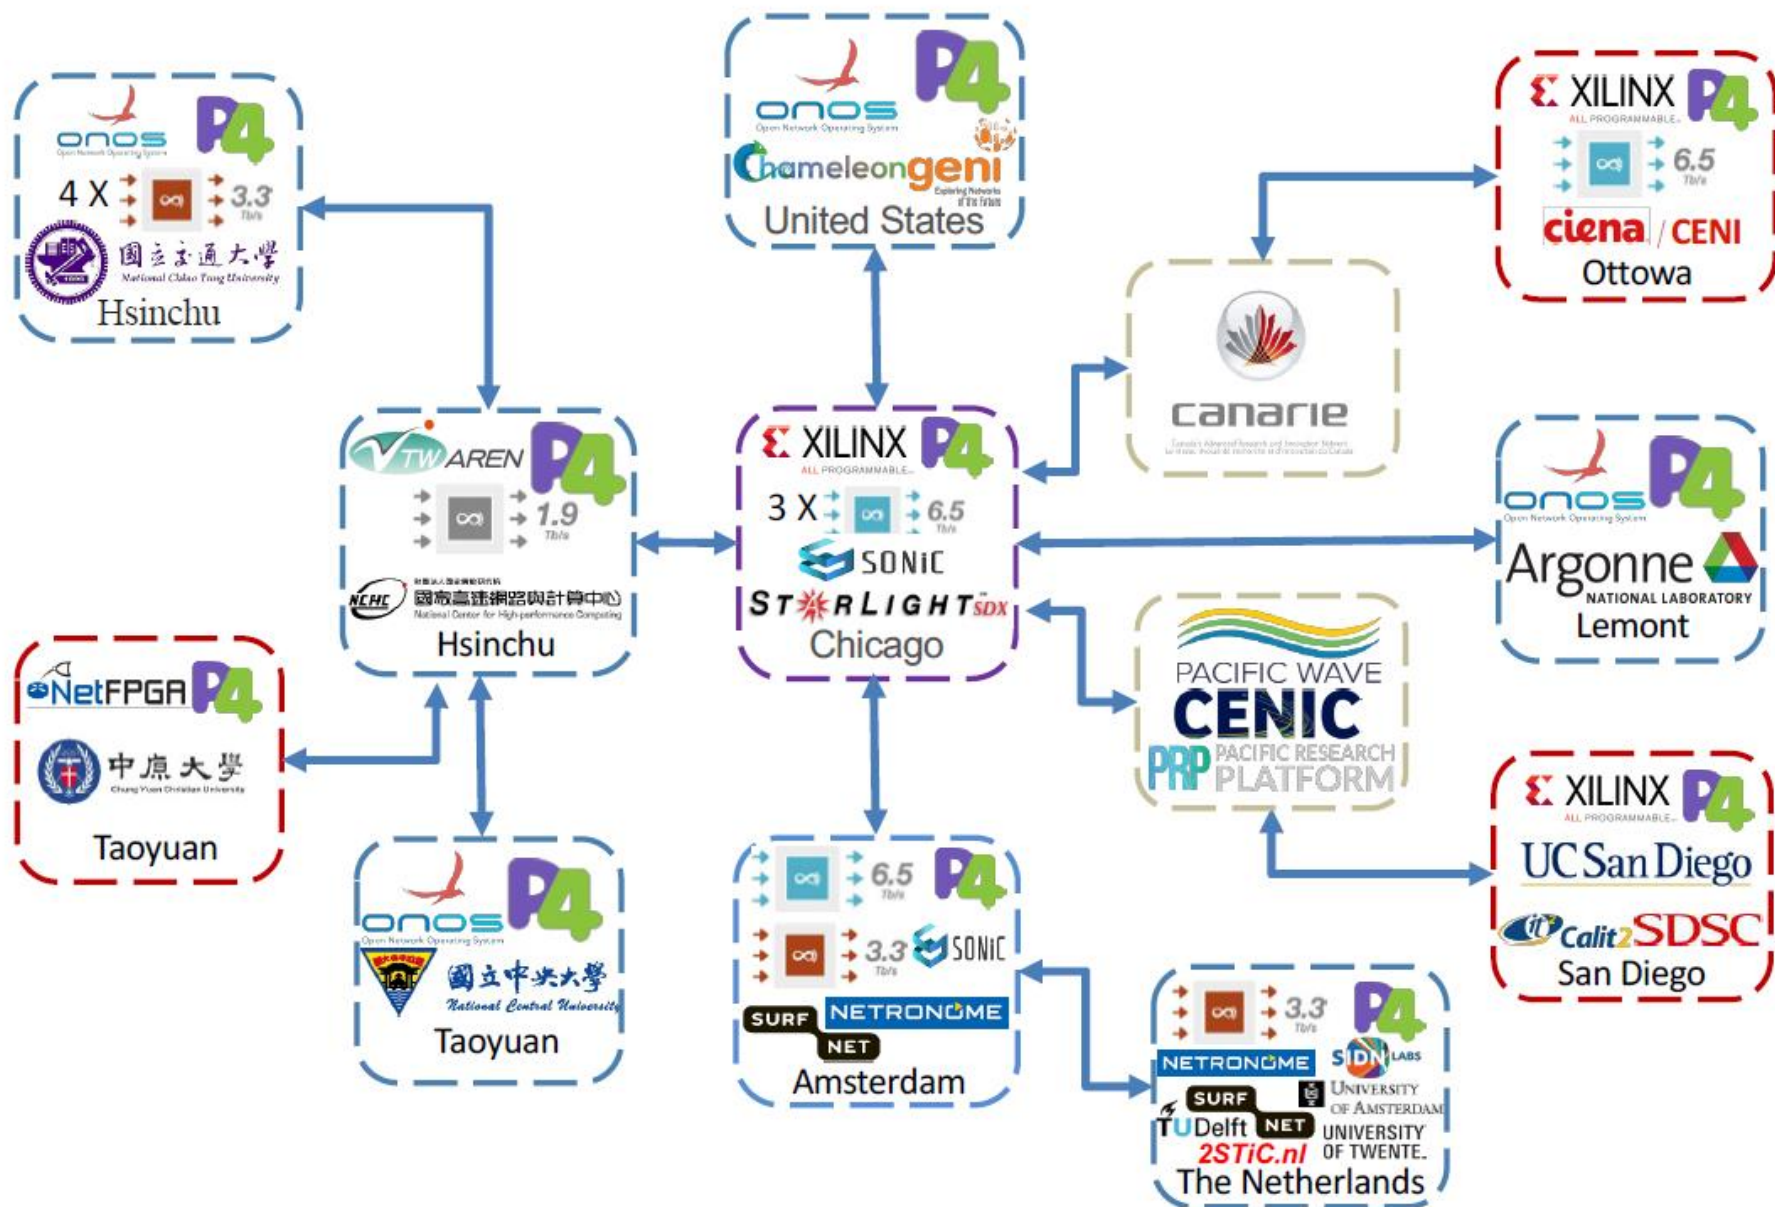 onos
Open Network Operating System
P4
4 X
3.3
Tb/s
國立交通大學
National Chiao Tung University
Hsinchu
onos
Open Network Operating System
P4
Chameleon
geni
Exploring Networks
of the Future
United States
XILINX
ALL PROGRAMMABLE
P4
6.5
Tb/s
ciena / CENI
Ottowa
canarie
TWAREN
P4
1.9
Tb/s
NCHC
國家高速網路與計算中心
National Center for High-performance Computing
Hsinchu
XILINX
ALL PROGRAMMABLE
P4
3 X
6.5
Tb/s
SONiC
STARLIGHT SDX
Chicago
onos
Open Network Operating System
P4
Argonne
NATIONAL LABORATORY
Lemont
NetFPGA
P4
中原大學
Chung Yuan Christian University
Taoyuan
PACIFIC WAVE
CENIC
PRP PACIFIC RESEARCH
PLATFORM
onos
Open Network Operating System
P4
國立中央大學
National Central University
Taoyuan
6.5
Tb/s
P4
3.3
Tb/s
SONiC
SURF
NET
NETRONOME
Amsterdam
XILINX
ALL PROGRAMMABLE
P4
UC San Diego
Calit2
SDSC
San Diego
3.3
Tb/s
P4
NETRONOME
SIDN LABS
SURF
NET
UNIVERSITY
OF AMSTERDAM
TU Delft
UNIVERSITY
OF TWENTE.
2STiC.nl
The Netherlands